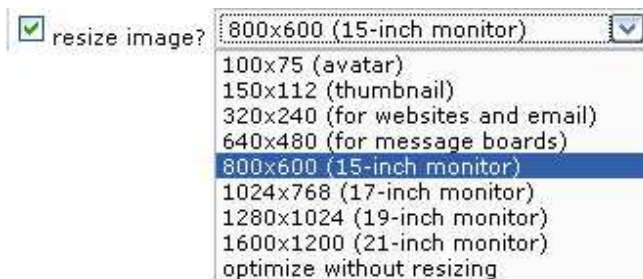 resize image? 800x600 (15-inch monitor)
100x75 (avatar)
150x112 (thumbnail)
320x240 (for websites and email)
640x480 (for message boards)
800x600 (15-inch monitor)
1024x768 (17-inch monitor)
1280x1024 (19-inch monitor)
1600x1200 (21-inch monitor)
optimize without resizing